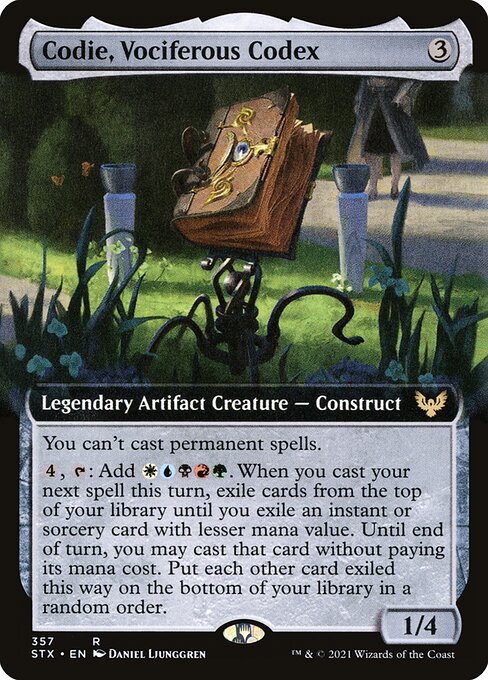 Codie, Vociferous Codex 3
Legendary Artifact Creature — Construct
You can't cast permanent spells.
4, : Add . When you cast your
next spell this turn, exile cards from the top
of your library until you exile an instant or
sorcery card with lesser mana value. Until end
of turn, you may cast that card without paying
its mana cost. Put each other card exiled
this way on the bottom of your library in a
random order.
1/4
357 R
STX • EN Daniel Ljunggren
™ & © 2021 Wizards of the Coast